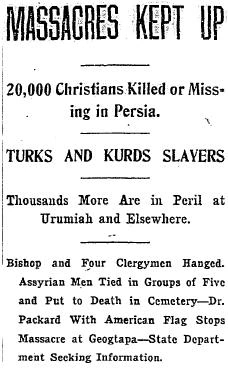 MASSACRES KEPT UP
20,000 Christians Killed or Miss-
ing in Persia.
TURKS AND KURDS SLAYERS
Thousands More Are in Peril at
Urumiah and Elsewhere.
Bishop and Four Clergymen Hanged.
Assyrian Men Tied in Groups of Five
and Put to Death in Cemetery—Dr.
Packard With American Flag Stops
Massacre at Geogtapa—State Depart-
ment Seeking Information.